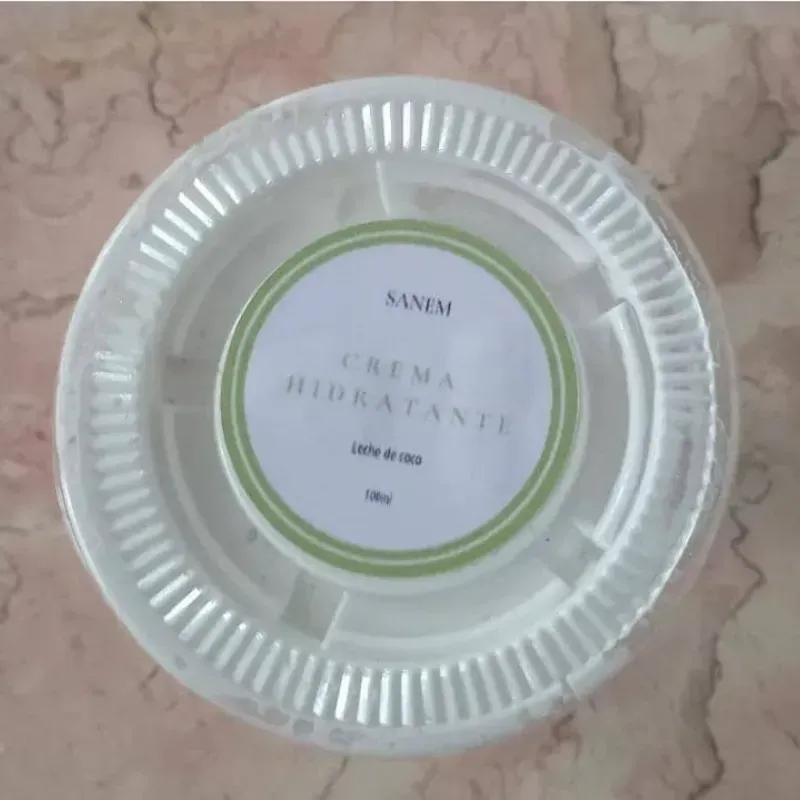 SANEM
CREMA
HIDRATANTE
Leche de coco
100ml